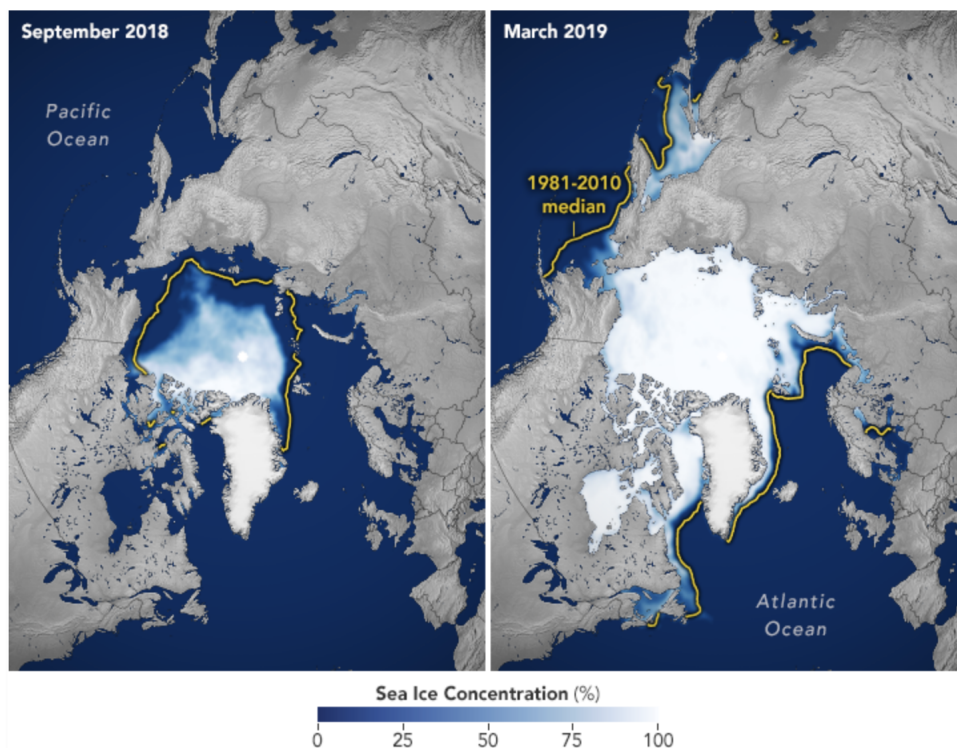 September 2018
Pacific
Ocean
March 2019
1981-2010
median
Atlantic
Ocean
Sea Ice Concentration (%)
0 25 50 75 100